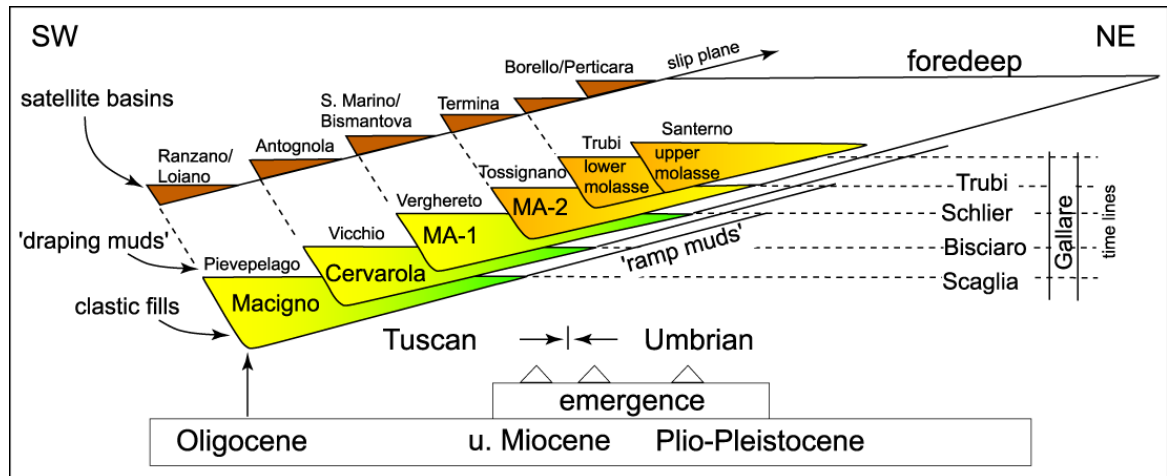 SW
NE
slip plane
foredeep
Borello/Perticara
satellite basins
Termina
S. Marino/
Bismantova
Antognola
Ranzano/
Loiano
Santerno
Trubi
upper
molasse
lower
molasse
Tossignano
Trubi
MA-2
Verghereto
Schlier
MA-1
'draping muds'
Vicchio
'ramp muds'
Bisciaro
Pievepelago
Cervarola
Scaglia
Gallare
time lines
clastic fills
Macigno
Tuscan
Umbrian
emergence
Oligocene
u. Miocene
Plio-Pleistocene